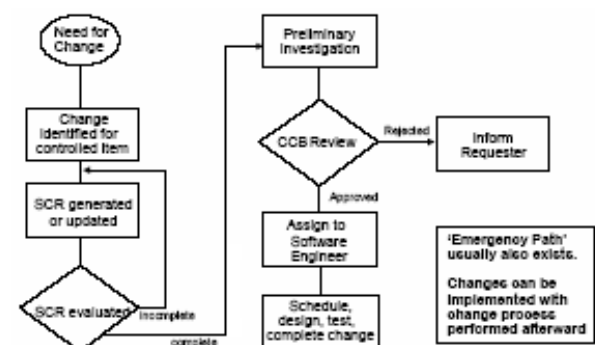 Need for
Change
Change
identified for
controlled item
SCR generated
or updated
SCR evaluated
incomplete
complete
Preliminary
Investigation
CCB Review
Rejected
Inform
Requester
Approved
Assign to
Software
Engineer
Schedule,
design, test,
complete change
'Emergency Path'
usually also exists.
Changes can be
implemented with
change process
performed afterward